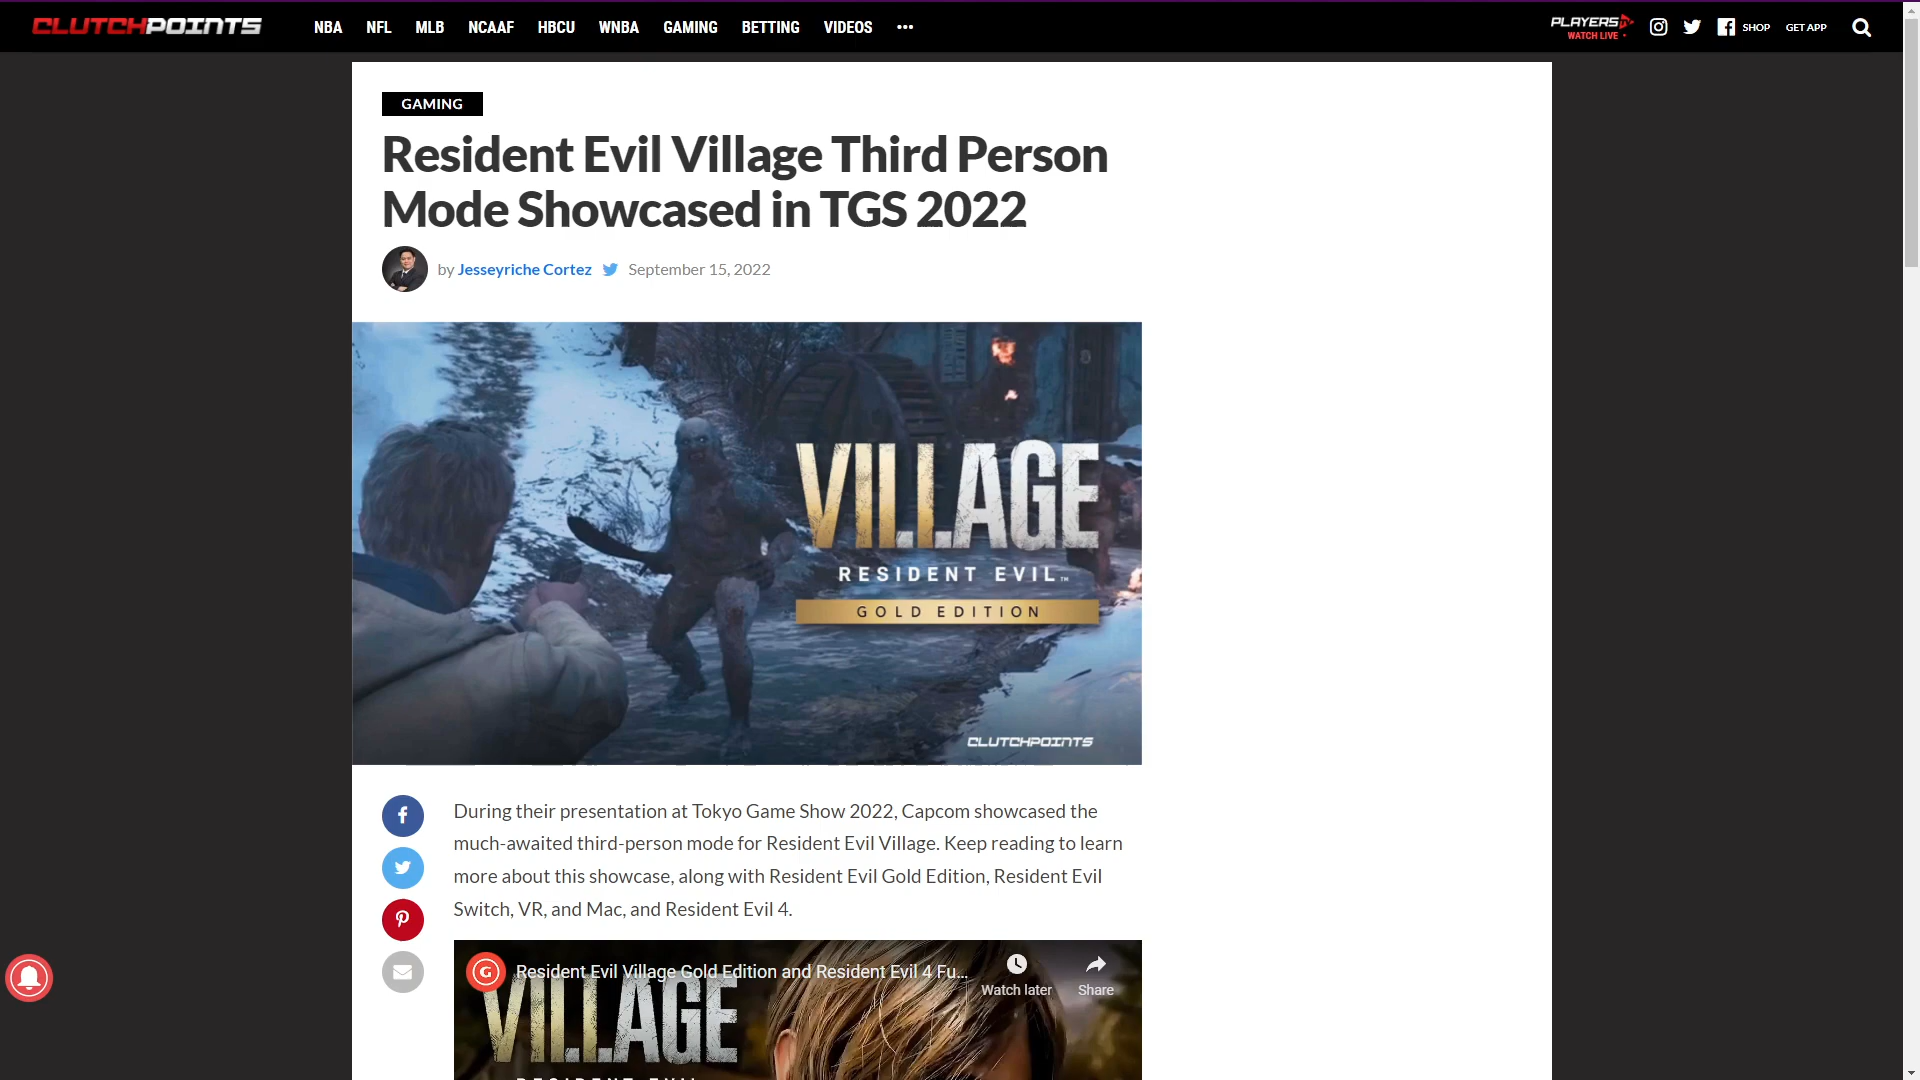 CLUTCHPOINTS NBA NFL MLB NCAAF HBCU WNBA GAMING BETTING VIDEOS ••• PLAYERS SHOP GET APP
WATCH LIVE
GAMING
Resident Evil Village Third Person
Mode Showcased in TGS 2022
by Jesseyriche Cortez September 15, 2022
VILLAGE
RESIDENT EVIL™
GOLD EDITION
CLUTCHPOINTS
During their presentation at Tokyo Game Show 2022, Capcom showcased the
much-awaited third-person mode for Resident Evil Village. Keep reading to learn
more about this showcase, along with Resident Evil Gold Edition, Resident Evil
Switch, VR, and Mac, and Resident Evil 4.
Resident Evil Village Gold Edition and Resident Evil 4 Fu...
Watch later Share
VILLAGE
RESIDENT EVIL